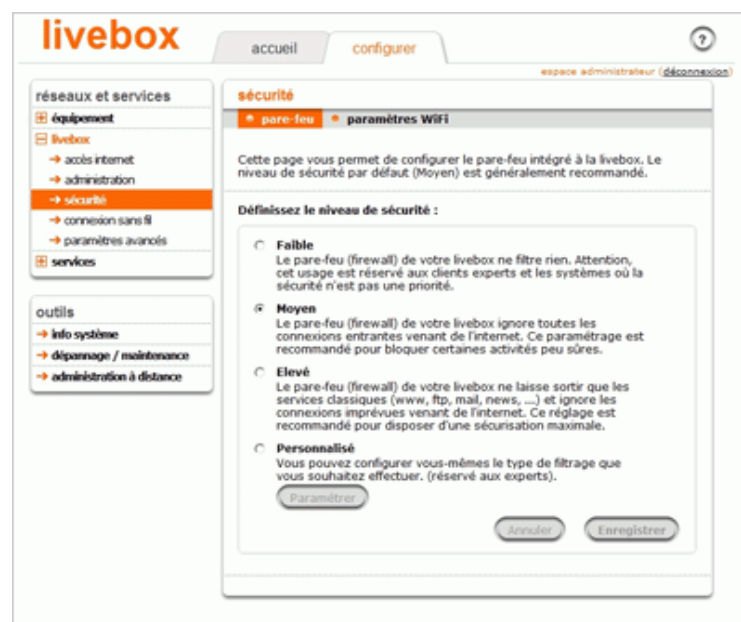 livebox
accueil
configurer
?
espace administrateur (déconnexion)
réseaux et services
équipement
livebox
accès internet
administration
sécurité
connexion sans fil
paramètres avancés
services
outils
info système
dépannage / maintenance
administration à distance
sécurité
pare-feu
paramètres WiFi
Cette page vous permet de configurer le pare-feu intégré à la livebox. Le
niveau de sécurité par défaut (Moyen) est généralement recommandé.
Définissez le niveau de sécurité :
Faible
Le pare-feu (firewall) de votre livebox ne filtre rien. Attention,
cet usage est réservé aux clients experts et les systèmes où la
sécurité n'est pas une priorité.
Moyen
Le pare-feu (firewall) de votre livebox ignore toutes les
connexions entrantes venant de l'internet. Ce paramétrage est
recommandé pour bloquer certaines activités peu sûres.
Elevé
Le pare-feu (firewall) de votre livebox ne laisse sortir que les
services classiques (www, ftp, mail, news, ...) et ignore les
connexions imprévues venant de l'internet. Ce réglage est
recommandé pour disposer d'une sécurisation maximale.
Personnalisé
Vous pouvez configurer vous-mêmes le type de filtrage que
vous souhaitez effectuer. (réservé aux experts).
Paramétrer
Annuler
Enregistrer